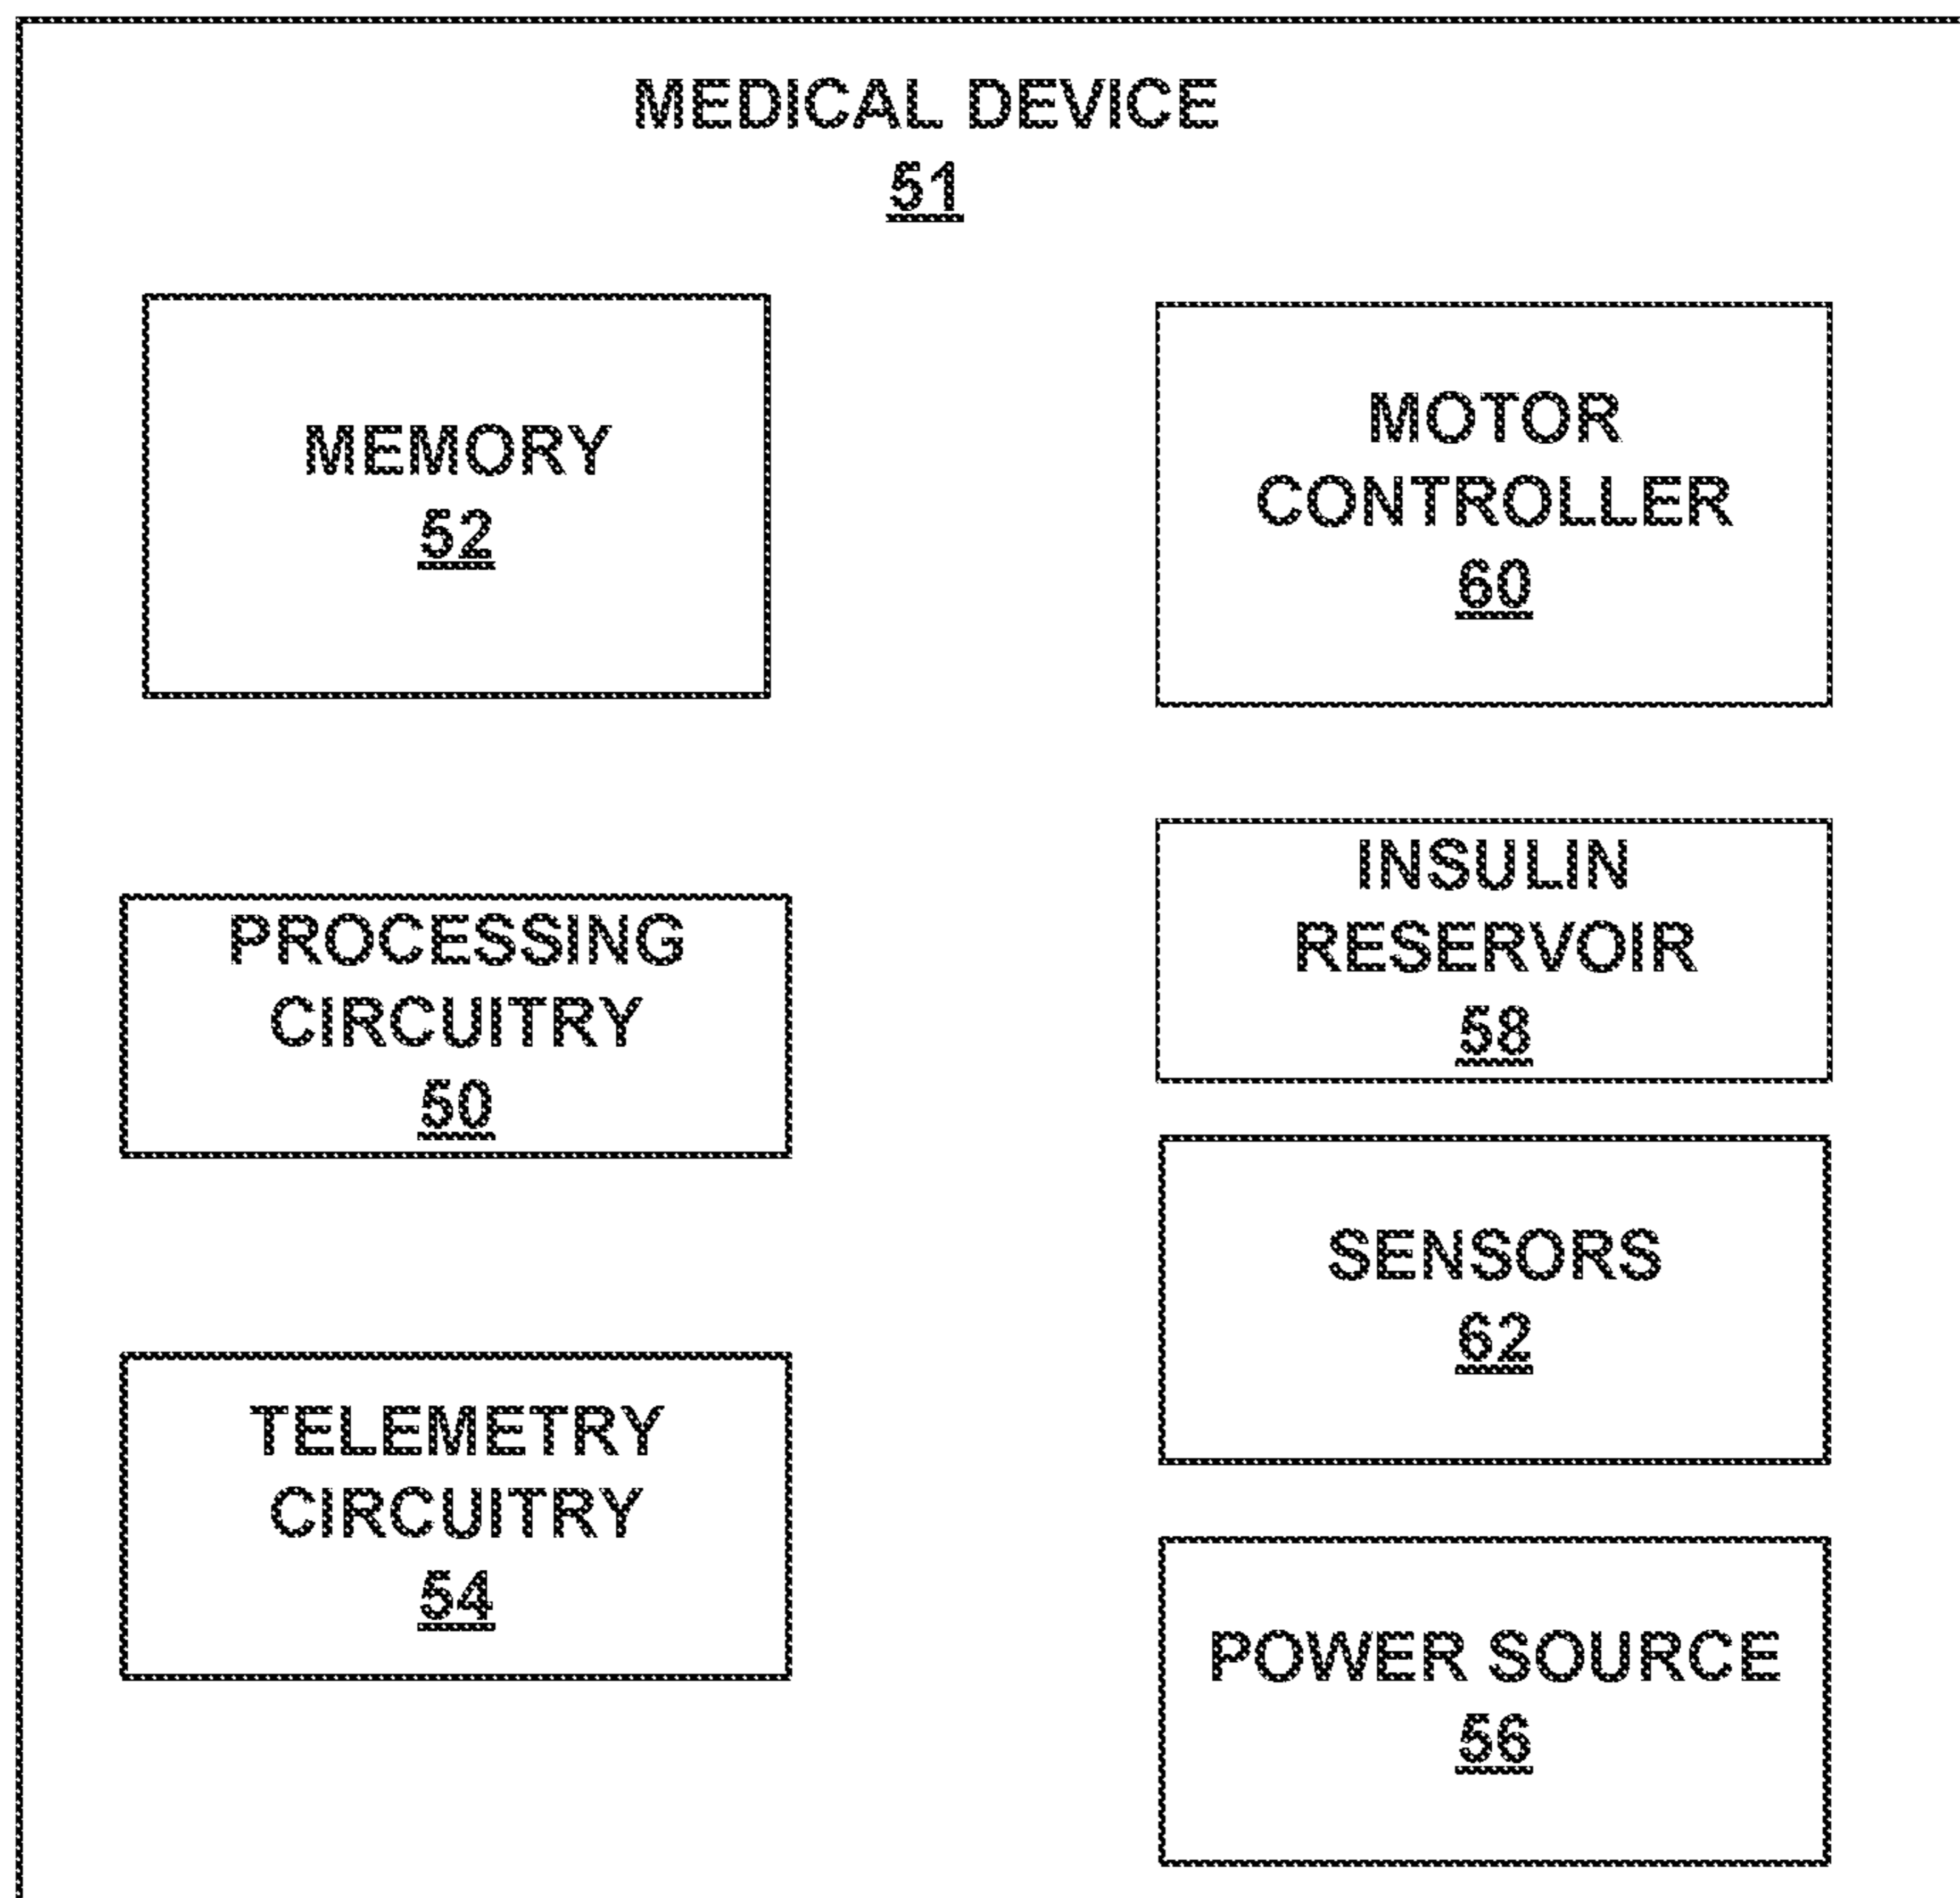 MEDICAL DEVICE
51
MEMORY
52
PROCESSING
CIRCUITRY
50
TELEMETRY
CIRCUITRY
54
MOTOR
CONTROLLER
60
INSULIN
RESERVOIR
58
SENSORS
62
POWER SOURCE
56